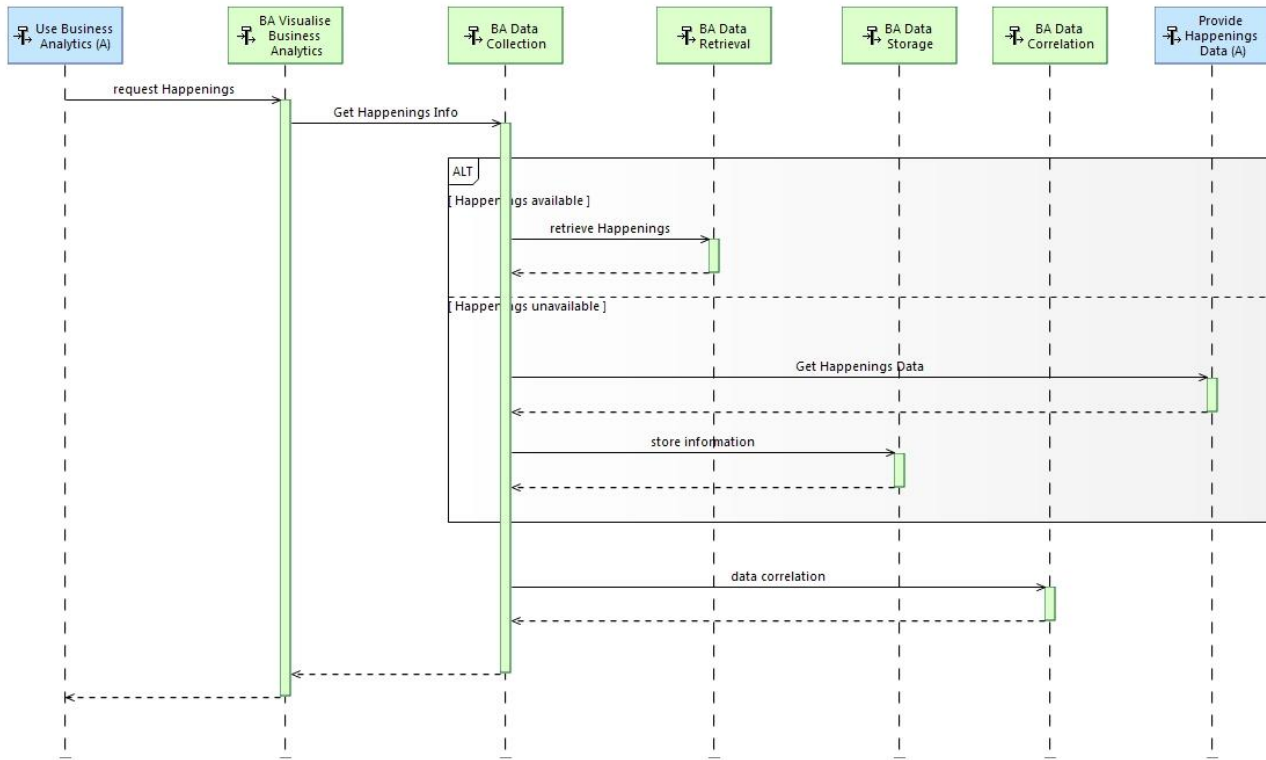 Use Business
Analytics (A)
BA Visualise
Business
Analytics
BA Data
Collection
BA Data
Retrieval
BA Data
Storage
BA Data
Correlation
Provide
Happenings
Data (A)
request Happenings
Get Happenings Info
ALT
[ Happenings available ]
retrieve Happenings
[ Happenings unavailable ]
Get Happenings Data
store information
data correlation